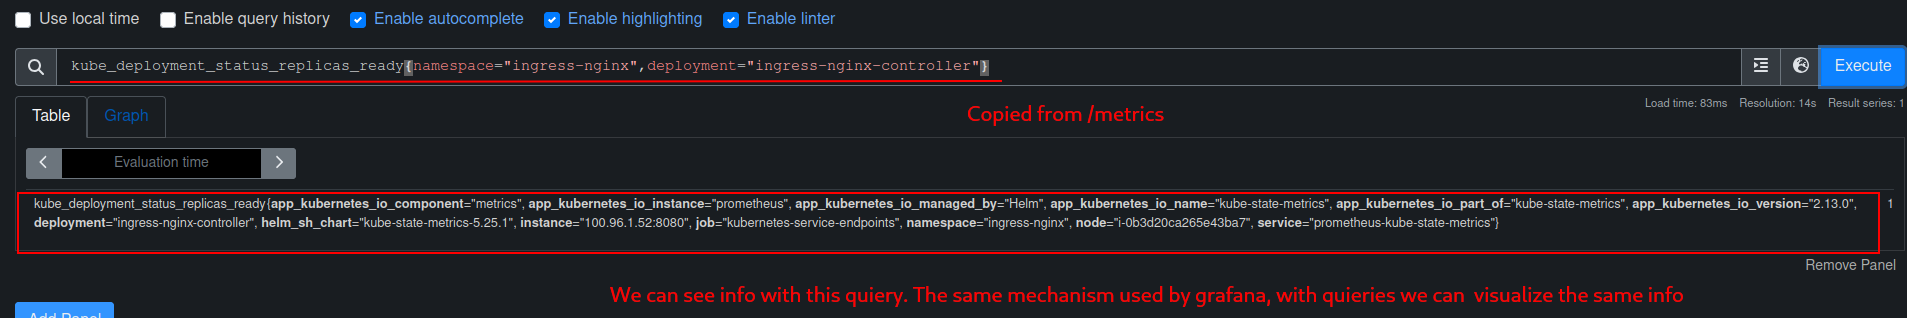 Use local time Enable query history Enable autocomplete Enable highlighting Enable linter
kube_deployment_status_replicas_ready{namespace="ingress-nginx",deployment="ingress-nginx-controller"}
Execute
Table Graph
Load time: 83ms Resolution: 14s Result series: 1
Copied from /metrics
Evaluation time
kube_deployment_status_replicas_ready{app_kubernetes_io_component="metrics", app_kubernetes_io_instance="prometheus", app_kubernetes_io_managed_by="Helm", app_kubernetes_io_name="kube-state-metrics", app_kubernetes_io_part_of="kube-state-metrics", app_kubernetes_io_version="2.13.0", 1
deployment="ingress-nginx-controller", helm_sh_chart="kube-state-metrics-5.25.1", instance="100.96.1.52:8080", job="kubernetes-service-endpoints", namespace="ingress-nginx", node="i-0b3d20ca265e43ba7", service="prometheus-kube-state-metrics"}
Remove Panel
We can see info with this quiery. The same mechanism used by grafana, with quieries we can visualize the same info
Add Panel